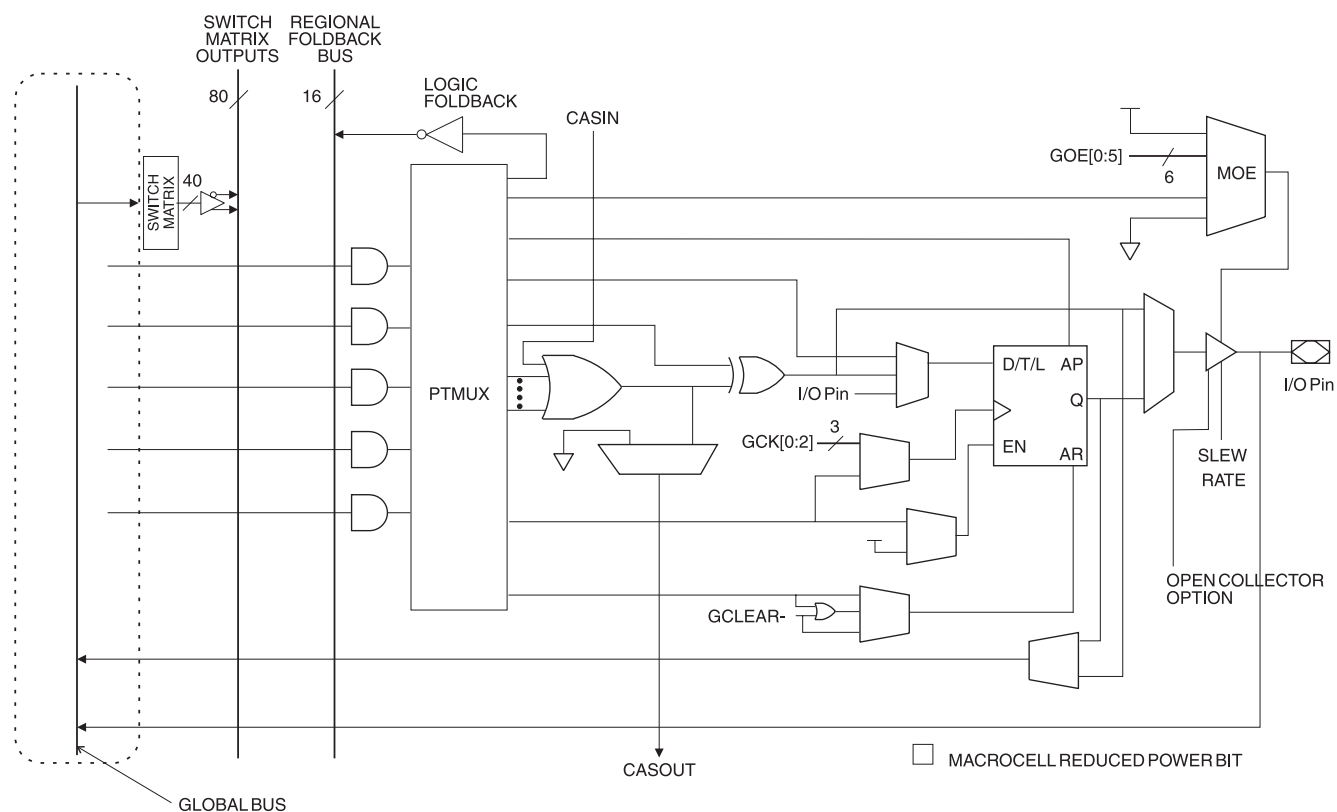 SWITCH
MATRIX
OUTPUTS
REGIONAL
FOLDBACK
BUS
80
16
LOGIC
FOLDBACK
CASIN
GOE[0:5]
6
MOE
SWITCH
MATRIX
40
PTMUX
I/O Pin
D/T/L
AP
Q
EN
AR
I/O Pin
GCK[0:2]
3
SLEW
RATE
OPEN COLLECTOR
OPTION
GCLEAR-
CASOUT
MACROCELL REDUCED POWER BIT
GLOBAL BUS